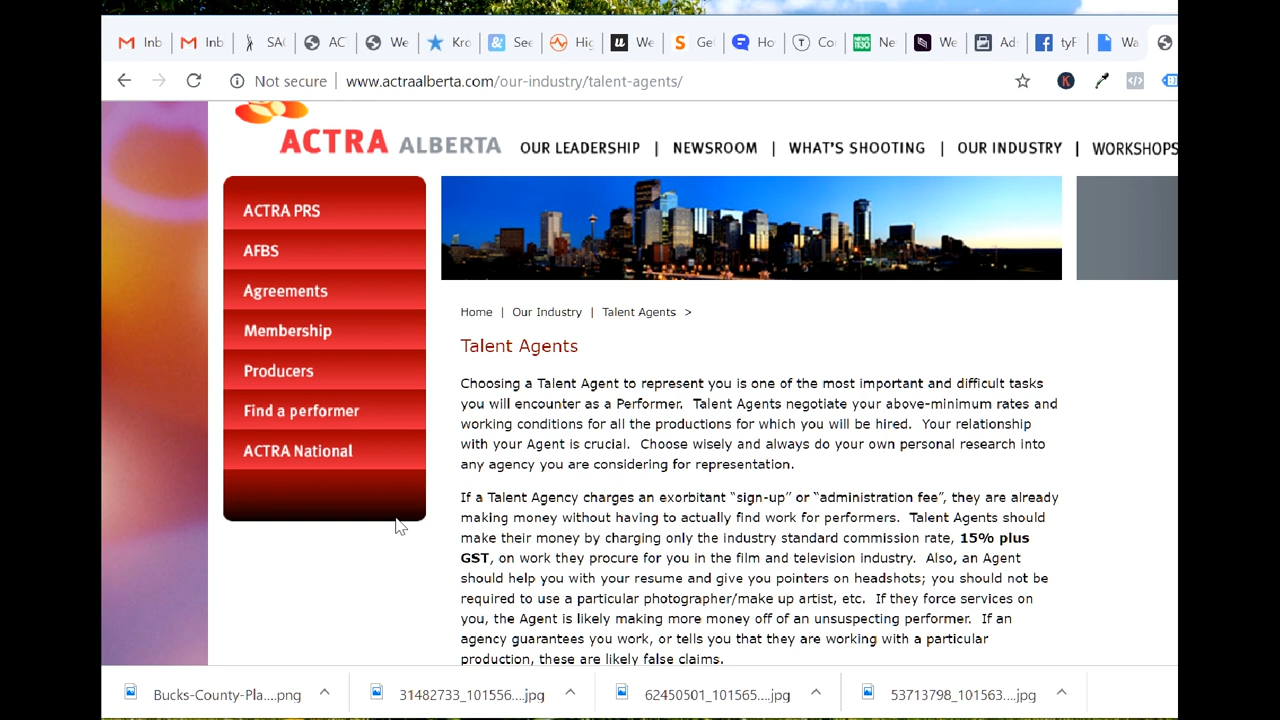 Inb
Inb
SAC
AC
We
Kro
See
Hig
We
Ge
Ho
Co
Ne
We
Ad
tyF
Wa
Not secure
www.actraalberta.com/our-industry/talent-agents/
ACTRA ALBERTA
OUR LEADERSHIP | NEWSROOM | WHAT'S SHOOTING | OUR INDUSTRY | WORKSHOPS
ACTRA PRS
AFBS
Agreements
Membership
Producers
Find a performer
ACTRA National
Home | Our Industry | Talent Agents >
Talent Agents
Choosing a Talent Agent to represent you is one of the most important and difficult tasks
you will encounter as a Performer. Talent Agents negotiate your above-minimum rates and
working conditions for all the productions for which you will be hired. Your relationship
with your Agent is crucial. Choose wisely and always do your own personal research into
any agency you are considering for representation.
If a Talent Agency charges an exorbitant “sign-up” or “administration fee”, they are already
making money without having to actually find work for performers. Talent Agents should
make their money by charging only the industry standard commission rate, 15% plus
GST, on work they procure for you in the film and television industry. Also, an Agent
should help you with your resume and give you pointers on headshots; you should not be
required to use a particular photographer/make up artist, etc. If they force services on
you, the Agent is likely making more money off of an unsuspecting performer. If an
agency guarantees you work, or tells you that they are working with a particular
production, these are likely false claims.
Bucks-County-Pla....png
31482733_101556....jpg
62450501_101565....jpg
53713798_101563....jpg